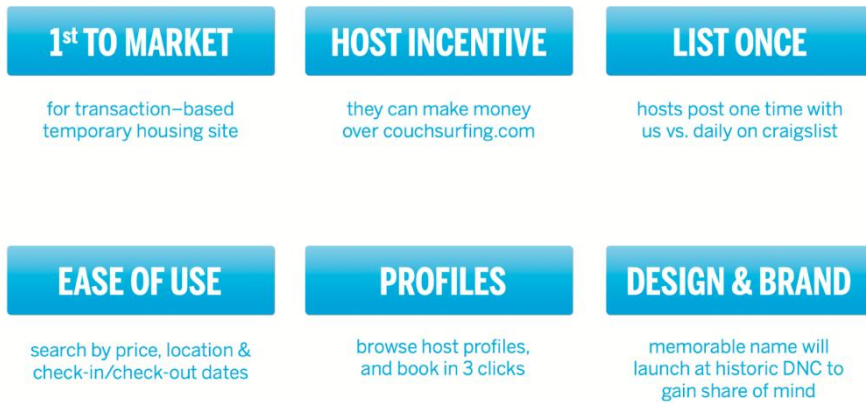 1st TO MARKET
for transaction–based
temporary housing site
HOST INCENTIVE
they can make money
over couchsurfing.com
LIST ONCE
hosts post one time with
us vs. daily on craigslist
EASE OF USE
search by price, location &
check-in/check-out dates
PROFILES
browse host profiles,
and book in 3 clicks
DESIGN & BRAND
memorable name will
launch at historic DNC to
gain share of mind